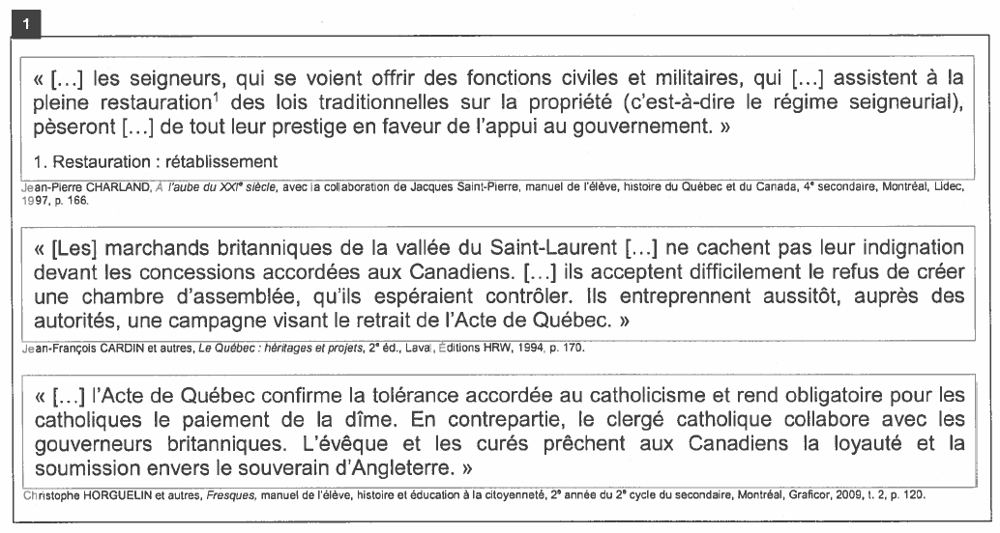 1
« [...] les seigneurs, qui se voient offrir des fonctions civiles et militaires, qui [...] assistent à la
pleine restauration¹ des lois traditionnelles sur la propriété (c'est-à-dire le régime seigneurial),
pèseront [...] de tout leur prestige en faveur de l'appui au gouvernement. »
1. Restauration : rétablissement
Jean-Pierre CHARLAND, À l'aube du XXIᵉ siècle, avec la collaboration de Jacques Saint-Pierre, manuel de l'élève, histoire du Québec et du Canada, 4ᵉ secondaire, Montréal, Lidec,
1997, p. 166.
« [Les] marchands britanniques de la vallée du Saint-Laurent [...] ne cachent pas leur indignation
devant les concessions accordées aux Canadiens. [...] ils acceptent difficilement le refus de créer
une chambre d'assemblée, qu'ils espéraient contrôler. Ils entreprennent aussitôt, auprès des
autorités, une campagne visant le retrait de l'Acte de Québec. »
Jean-François CARDIN et autres, Le Québec : héritages et projets, 2ᵉ éd., Laval, Éditions HRW, 1994, p. 170.
« [...] l'Acte de Québec confirme la tolérance accordée au catholicisme et rend obligatoire pour les
catholiques le paiement de la dîme. En contrepartie, le clergé catholique collabore avec les
gouverneurs britanniques. L'évêque et les curés prêchent aux Canadiens la loyauté et la
soumission envers le souverain d'Angleterre. »
Christophe HORGUELIN et autres, Fresques, manuel de l'élève, histoire et éducation à la citoyenneté, 2ᵉ année du 2ᵉ cycle du secondaire, Montréal, Graficor, 2009, t. 2, p. 120.